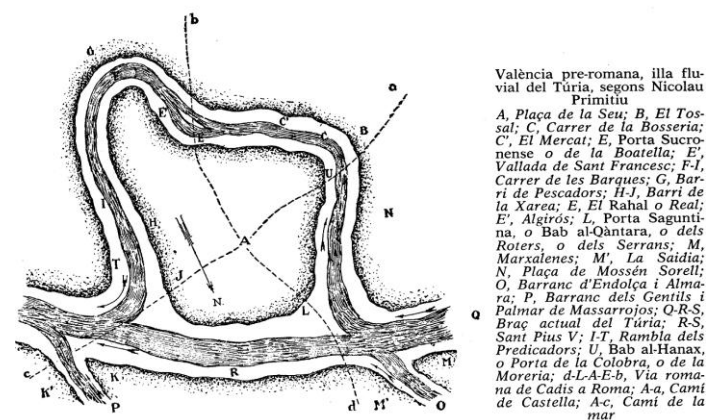 València pre-romana, illa flu-
vial del Túria, segons Nicolau
Primitiu
A, Plaça de la Seu; B, El Tos-
sal; C, Carrer de la Bosseria;
C', El Mercat; E, Porta Sucro-
nense o de la Boatella; E',
Vallada de Sant Francesc; F-I,
Carrer de les Barques; G, Bar-
ri de Pescadors; H-J, Barri de
la Xarea; E, El Rahal o Real;
E', Algirós; L, Porta Sagunti-
na, o Bab al-Qàntara, o dels
Roters, o dels Serrans; M,
Marxalenes; M', La Saidia;
N, Plaça de Mossén Sorell;
O, Barranc d'Endolça i Alma-
ra; P, Barranc dels Gentils i
Palmar de Massarrojos; Q-R-S,
Braç actual del Túria; R-S,
Sant Pius V; I-T, Rambla dels
Predicadors; U, Bab al-Hanax,
o Porta de la Colobra, o de la
Moreria; d-L-A-E-b, Via roma-
na de Cadis a Roma; A-a, Camí
de Castella; A-c, Camí de la
mar
b
G
a
C'
E'
E
C
B
U
I
H
N
A
T
J
N.
L
Q
c
K'
K
R
M
P
d'
M'
O